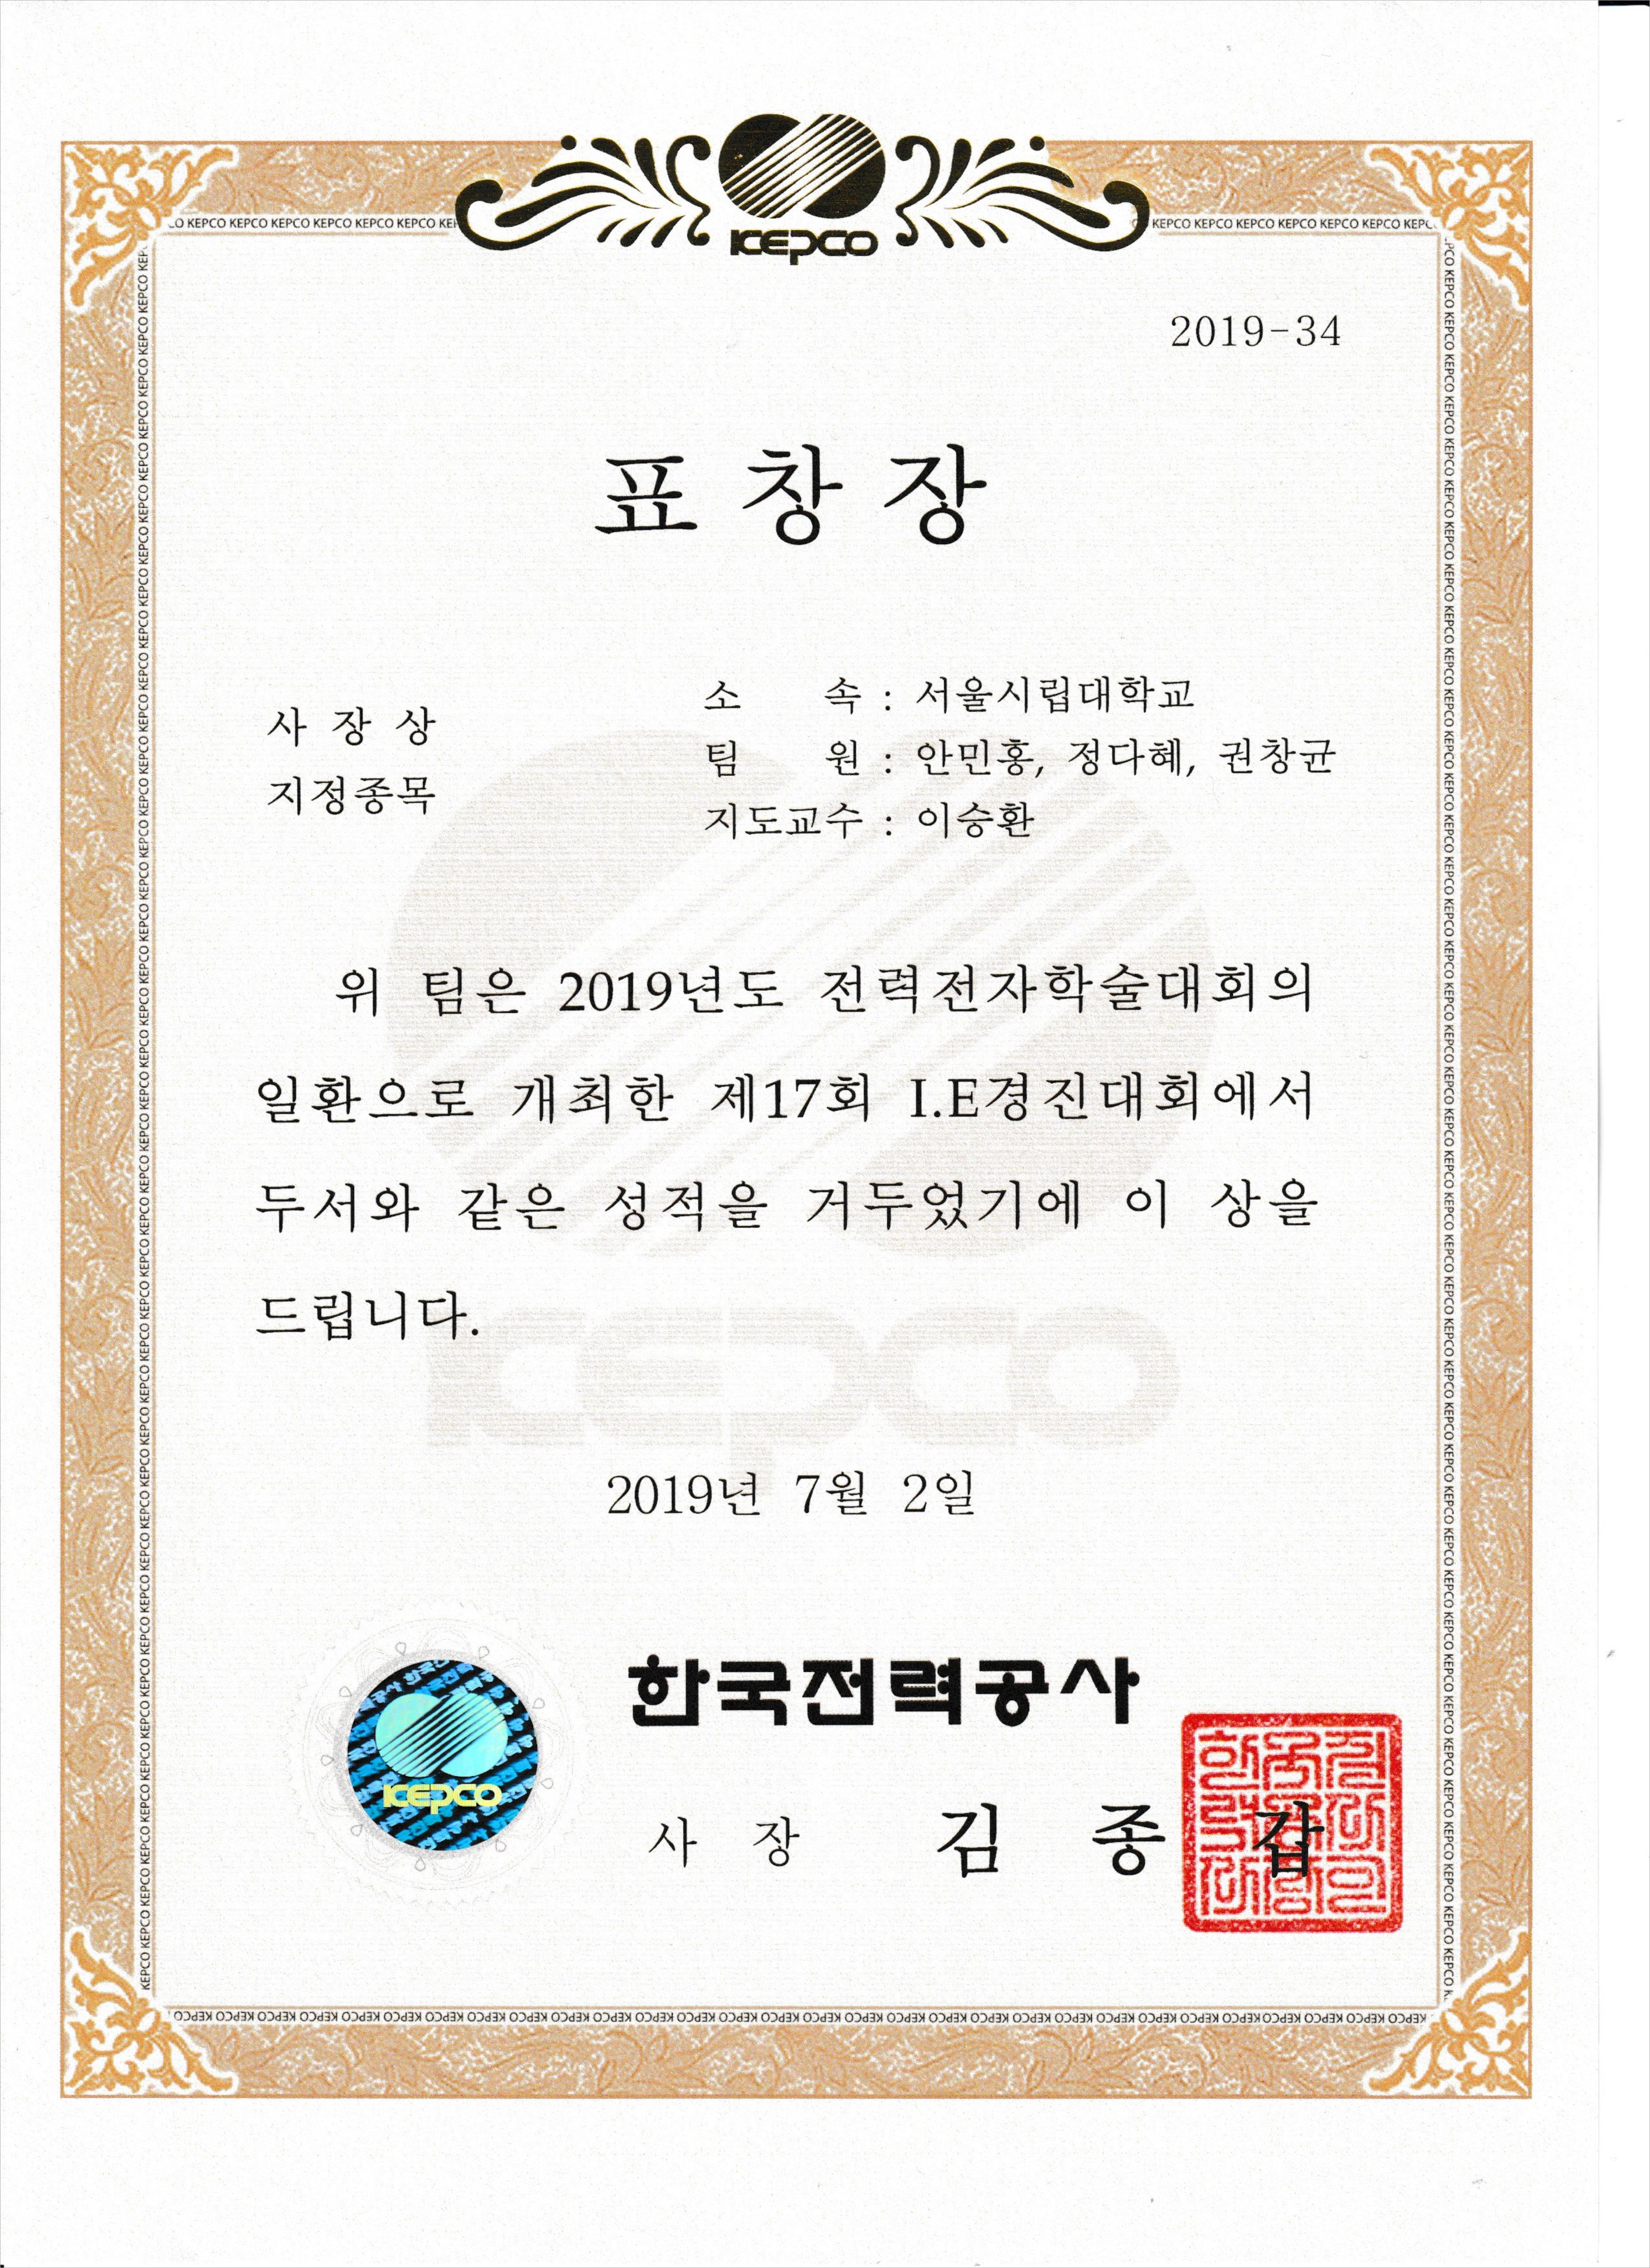 KEPCO
2019-34
표 창 장
사 장 상
지정종목
소 속 : 서울시립대학교
팀 원 : 안민홍, 정다혜, 권창균
지도교수 : 이승환
위 팀은 2019년도 전력전자학술대회의
일환으로 개최한 제17회 I.E경진대회에서
두서와 같은 성적을 거두었기에 이 상을
드립니다.
KEPCO
2019년 7월 2일
한국전력공사
KEPCO
사 장 김 종 갑